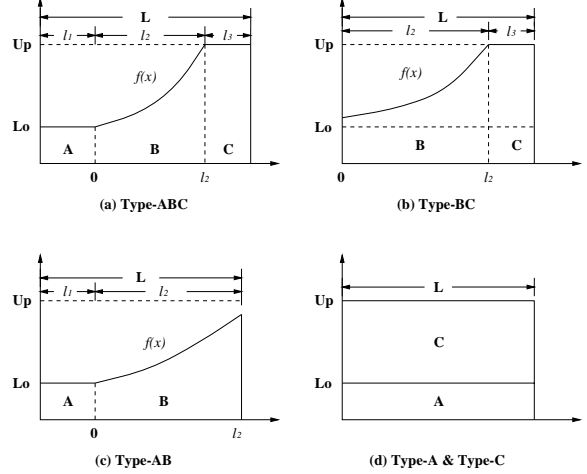 L
l1 l2 l3
Up
f(x)
Lo
A B C
0 l2
(a) Type-ABC
L
l2 l3
Up
f(x)
Lo
B C
0 l2
(b) Type-BC
L
l1 l2
Up
f(x)
Lo
A B
0 l2
(c) Type-AB
L
Up
C
Lo
A
(d) Type-A & Type-C